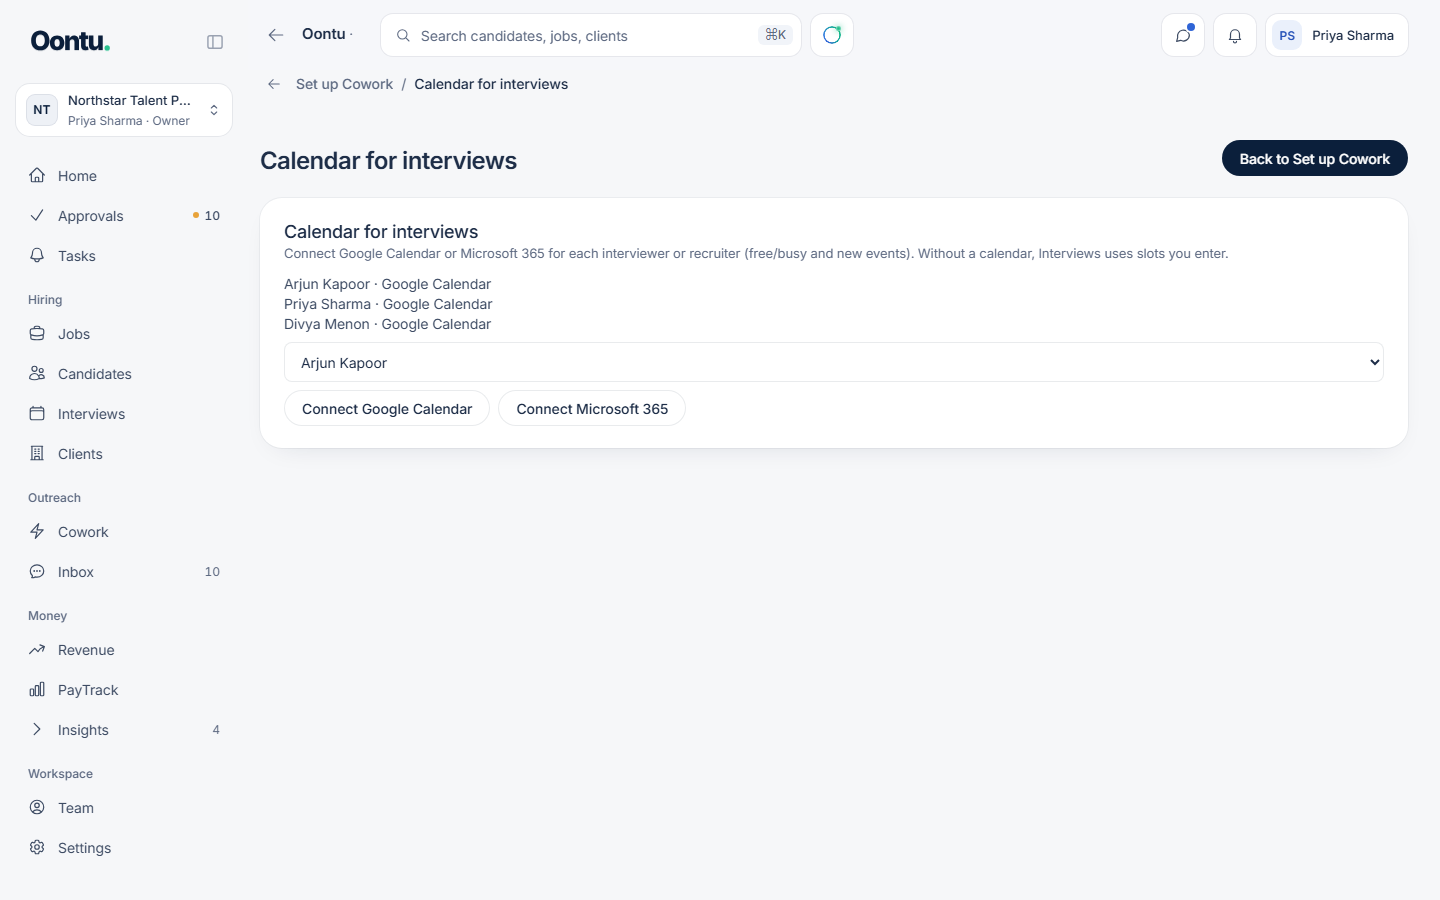 Oontu.
NT
Northstar Talent P...
Priya Sharma · Owner
Home
Approvals
10
Tasks
Hiring
Jobs
Candidates
Interviews
Clients
Outreach
Cowork
Inbox
10
Money
Revenue
PayTrack
Insights
4
Workspace
Team
Settings
Oontu ·
Search candidates, jobs, clients
⌘K
PS
Priya Sharma
Set up Cowork / Calendar for interviews
Calendar for interviews
Back to Set up Cowork
Calendar for interviews
Connect Google Calendar or Microsoft 365 for each interviewer or recruiter (free/busy and new events). Without a calendar, Interviews uses slots you enter.
Arjun Kapoor · Google Calendar
Priya Sharma · Google Calendar
Divya Menon · Google Calendar
Arjun Kapoor
Connect Google Calendar
Connect Microsoft 365